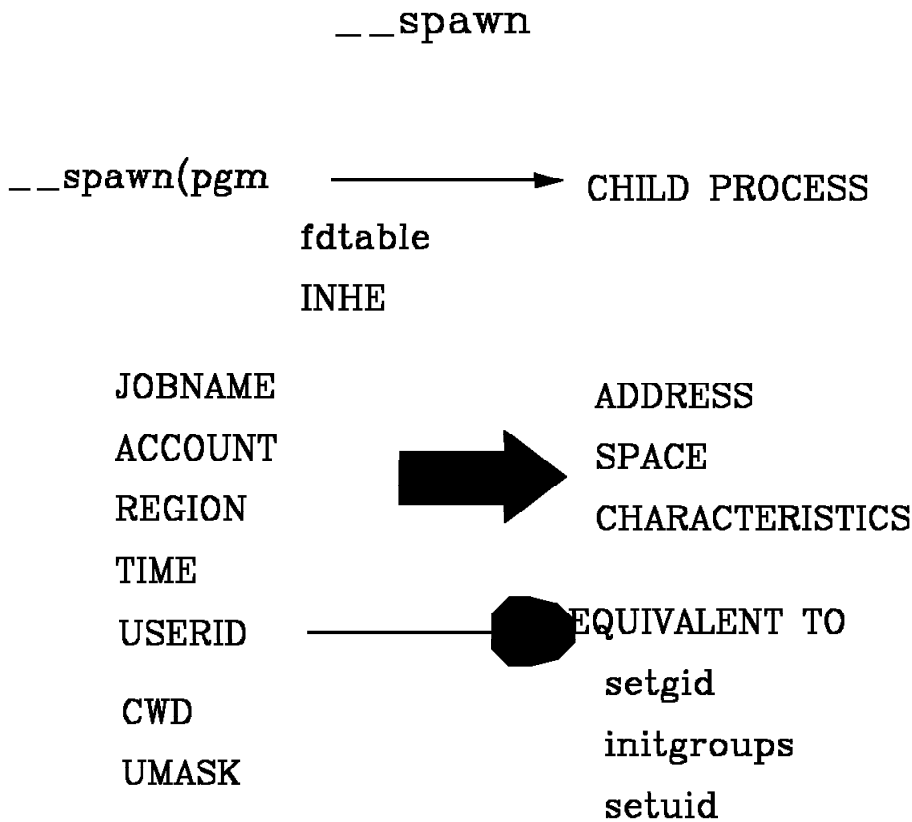 __spawn
__spawn(pgm
CHILD PROCESS
fdtable
INHE
JOBNAME
ACCOUNT
REGION
TIME
USERID
CWD
UMASK
ADDRESS
SPACE
CHARACTERISTICS
EQUIVALENT TO
setgid
initgroups
setuid